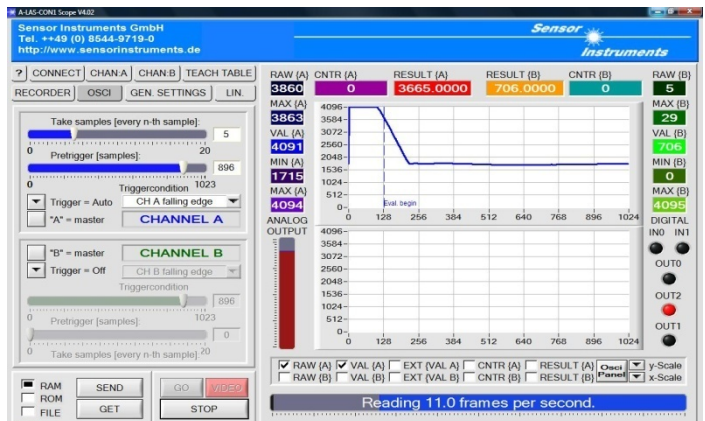 A-LAS-CON1 Scope V4.02
Sensor Instruments GmbH
Tel. ++49 (0) 8544-9719-0
http://www.sensorinstruments.de
Sensor
Instruments
? CONNECT CHAN:A CHAN:B TEACH TABLE
RECORDER OSCI GEN. SETTINGS LIN.
Take samples [every n-th sample]:
5
0 20
Pretrigger [samples]:
896
0 1023
Triggercondition
Trigger = Auto CH A falling edge
"A" = master CHANNEL A
"B" = master CHANNEL B
Trigger = Off CH B falling edge
Triggercondition
896
0 1023
Pretrigger [samples]:
0
0 20
Take samples [every n-th sample]
RAM SEND GO VIDEO
ROM
FILE GET STOP
RAW {A} CNTR {A} RESULT {A} RESULT {B} CNTR {B} RAW {B}
3860 0 3665.0000 706.0000 0 5
MAX {A}
3863
VAL {A}
4091
MIN {A}
1715
MAX {A}
4094
ANALOG
OUTPUT
4096
3584
3072
2560
2048
1536
1024
512
0
Eval. begin
0 128 256 384 512 640 768 896 1024
4096
3584
3072
2560
2048
1536
1024
512
0
0 128 256 384 512 640 768 896 1024
MAX {B}
29
VAL {B}
706
MIN {B}
0
MAX {B}
4095
DIGITAL
IN0 IN1
OUT0
OUT2
OUT1
RAW {A} VAL {A} EXT {VAL A} CNTR {A} RESULT {A} Osci y-Scale
RAW {B} VAL {B} EXT {VAL B} CNTR {B} RESULT {B} Panel x-Scale
Reading 11.0 frames per second.